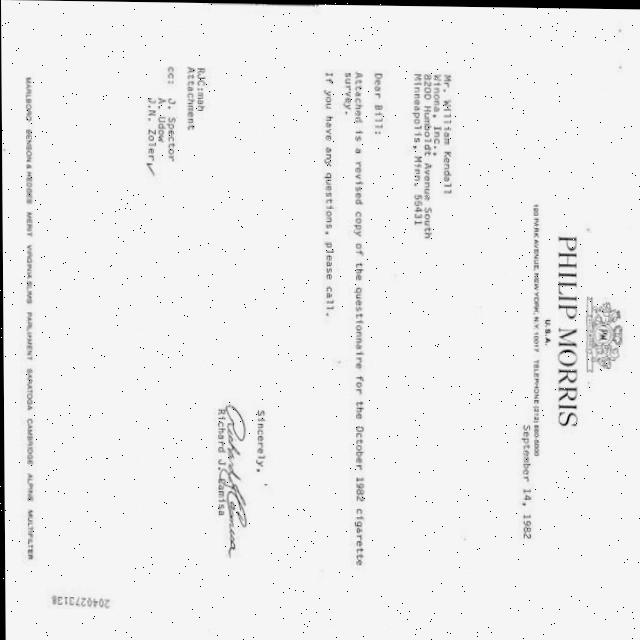 PHILIP MORRIS
U.S.A.
120 PARK AVENUE, NEW YORK, N.Y. 10017 TELEPHONE (212) 880-5000
September 14, 1982
Mr. William Kendall
Winona, Inc.
8200 Humboldt Avenue South
Minneapolis, Minn. 55431
Dear Bill:
Attached is a revised copy of the questionnaire for the October 1982 cigarette
survey.
If you have any questions, please call.
Sincerely,
Richard J. Camisa
RJC:mah
Attachment
cc: J. Spector
A. Udow
J.N. Zoler
MARLBORO BENSON & HEDGES MERIT VIRGINIA SLIMS PARLIAMENT SARATOGA CAMBRIDGE ALPINE MULTIFILTER
2040273138